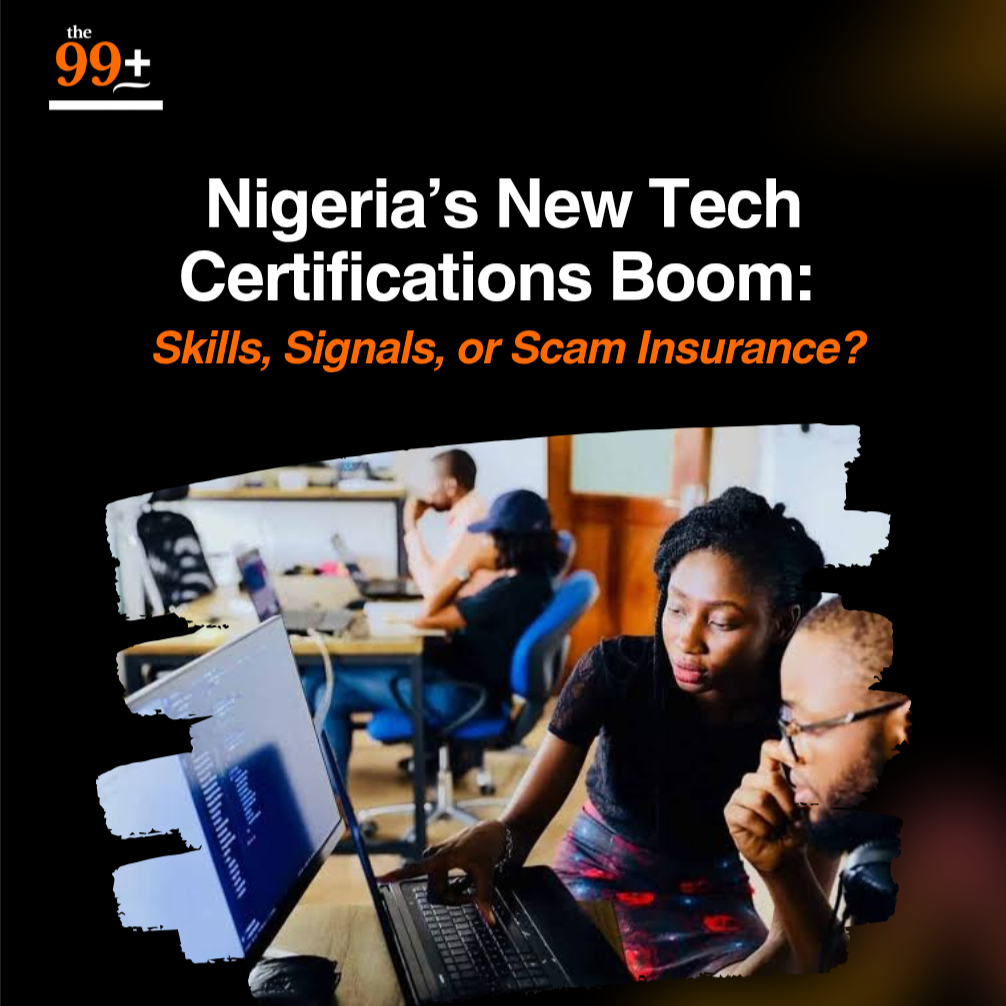 the
99+
Nigeria’s New Tech
Certifications Boom:
Skills, Signals, or Scam Insurance?